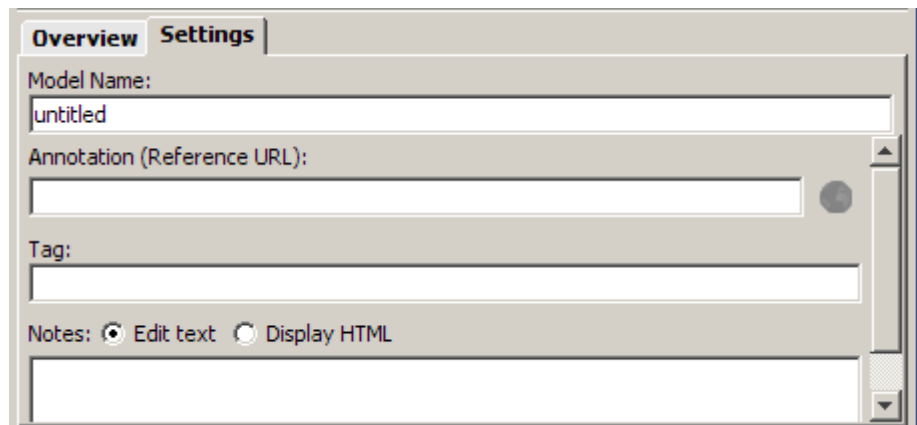 Overview Settings
Model Name:
untitled
Annotation (Reference URL):
Tag:
Notes: Edit text Display HTML